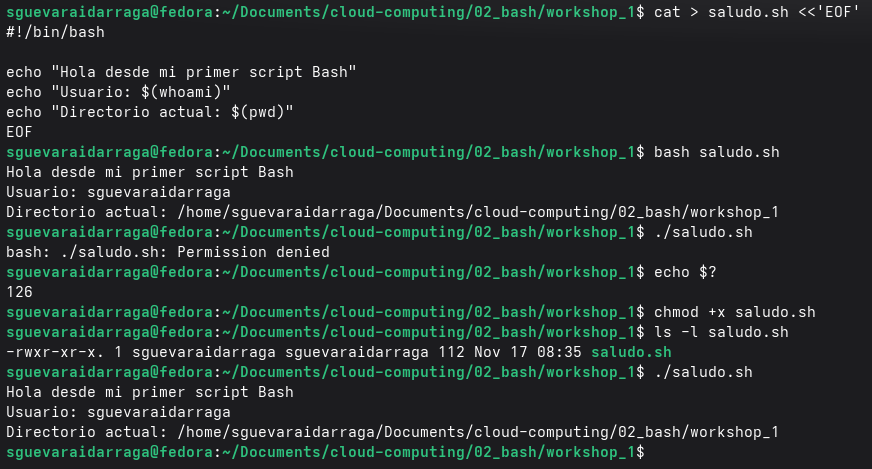 sguevaraidarraga@fedora:~/Documents/cloud-computing/02_bash/workshop_1$ cat > saludo.sh <<'EOF'
#!/bin/bash

echo "Hola desde mi primer script Bash"
echo "Usuario: $(whoami)"
echo "Directorio actual: $(pwd)"
EOF
sguevaraidarraga@fedora:~/Documents/cloud-computing/02_bash/workshop_1$ bash saludo.sh
Hola desde mi primer script Bash
Usuario: sguevaraidarraga
Directorio actual: /home/sguevaraidarraga/Documents/cloud-computing/02_bash/workshop_1
sguevaraidarraga@fedora:~/Documents/cloud-computing/02_bash/workshop_1$ ./saludo.sh
bash: ./saludo.sh: Permission denied
sguevaraidarraga@fedora:~/Documents/cloud-computing/02_bash/workshop_1$ echo $?
126
sguevaraidarraga@fedora:~/Documents/cloud-computing/02_bash/workshop_1$ chmod +x saludo.sh
sguevaraidarraga@fedora:~/Documents/cloud-computing/02_bash/workshop_1$ ls -l saludo.sh
-rwxr-xr-x. 1 sguevaraidarraga sguevaraidarraga 112 Nov 17 08:35 saludo.sh
sguevaraidarraga@fedora:~/Documents/cloud-computing/02_bash/workshop_1$ ./saludo.sh
Hola desde mi primer script Bash
Usuario: sguevaraidarraga
Directorio actual: /home/sguevaraidarraga/Documents/cloud-computing/02_bash/workshop_1
sguevaraidarraga@fedora:~/Documents/cloud-computing/02_bash/workshop_1$